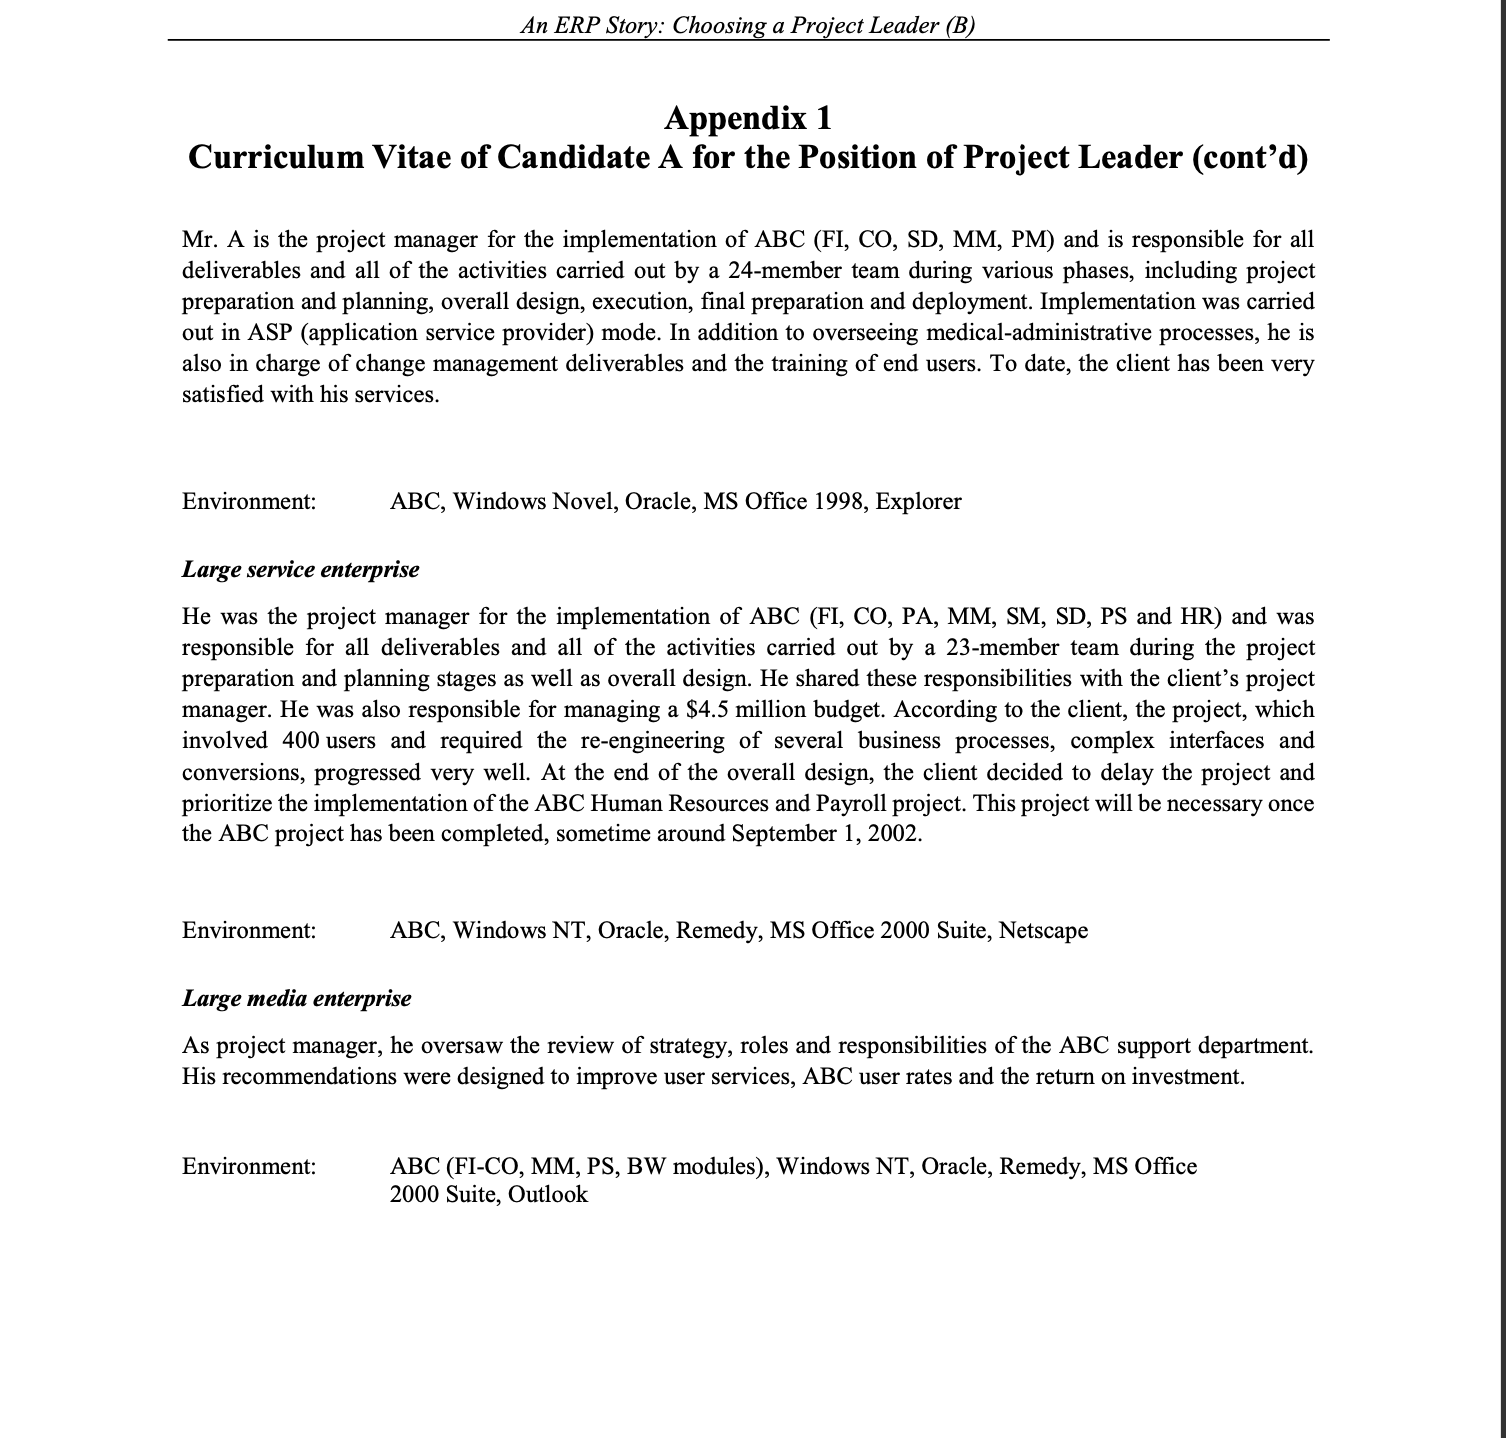 An ERP Story: Choosing a Project Leader (B)
Appendix 1
Curriculum Vitae of Candidate A for the Position of Project Leader (cont’d)
Mr. A is the project manager for the implementation of ABC (FI, CO, SD, MM, PM) and is responsible for all
deliverables and all of the activities carried out by a 24-member team during various phases, including project
preparation and planning, overall design, execution, final preparation and deployment. Implementation was carried
out in ASP (application service provider) mode. In addition to overseeing medical-administrative processes, he is
also in charge of change management deliverables and the training of end users. To date, the client has been very
satisfied with his services.
Environment: ABC, Windows Novel, Oracle, MS Office 1998, Explorer
Large service enterprise
He was the project manager for the implementation of ABC (FI, CO, PA, MM, SM, SD, PS and HR) and was
responsible for all deliverables and all of the activities carried out by a 23-member team during the project
preparation and planning stages as well as overall design. He shared these responsibilities with the client’s project
manager. He was also responsible for managing a $4.5 million budget. According to the client, the project, which
involved 400 users and required the re-engineering of several business processes, complex interfaces and
conversions, progressed very well. At the end of the overall design, the client decided to delay the project and
prioritize the implementation of the ABC Human Resources and Payroll project. This project will be necessary once
the ABC project has been completed, sometime around September 1, 2002.
Environment: ABC, Windows NT, Oracle, Remedy, MS Office 2000 Suite, Netscape
Large media enterprise
As project manager, he oversaw the review of strategy, roles and responsibilities of the ABC support department.
His recommendations were designed to improve user services, ABC user rates and the return on investment.
Environment: ABC (FI-CO, MM, PS, BW modules), Windows NT, Oracle, Remedy, MS Office
2000 Suite, Outlook